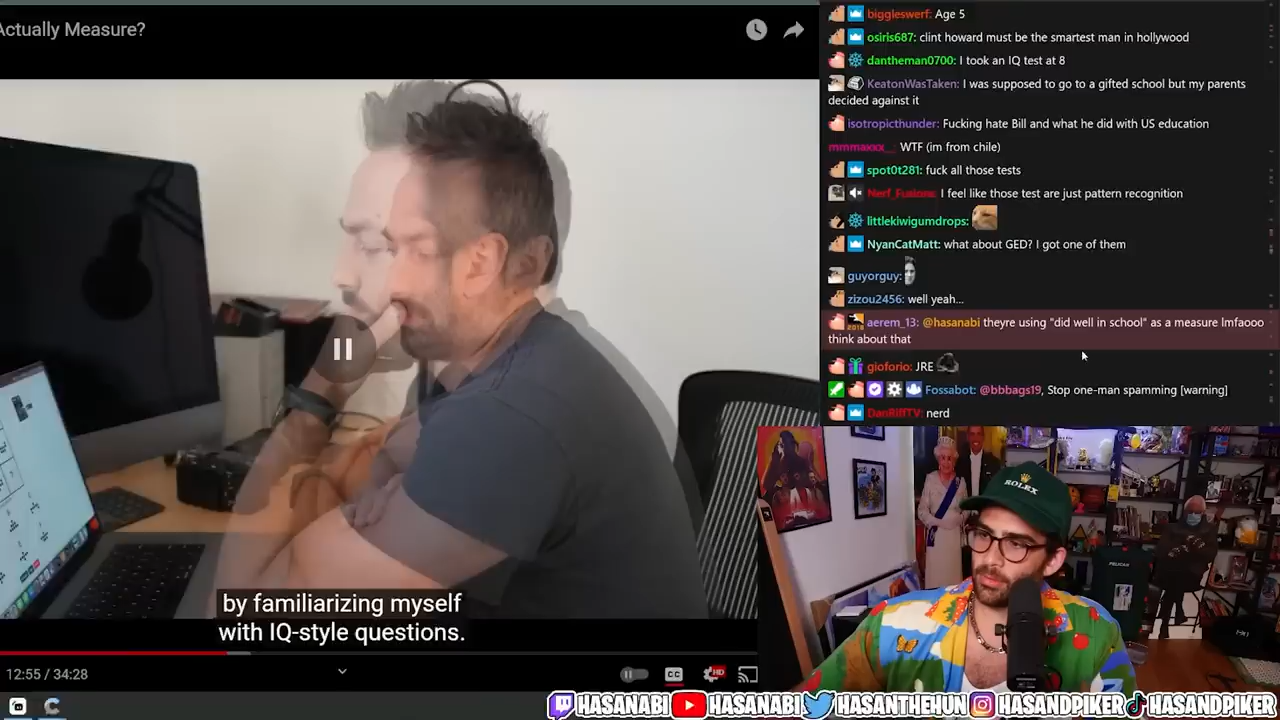 Actually Measure?
biggleswerf: Age 5
osiris687: clint howard must be the smartest man in hollywood
dantheman0700: I took an IQ test at 8
KeatonWasTaken: I was supposed to go to a gifted school but my parents
decided against it
isotropicthunder: Fucking hate Bill and what he did with US education
mmmaxxx__: WTF (im from chile)
spot0t281: fuck all those tests
Nerf_Fusions: I feel like those test are just pattern recognition
littlekiwigumdrops:
NyanCatMatt: what about GED? I got one of them
guyorguy:
zizou2456: well yeah...
aerem_13: @hasanabi theyre using "did well in school" as a measure lmfaooo
think about that
gioforio: JRE
Fossabot: @bbbags19, Stop one-man spamming [warning]
DanRiffTV: nerd
ROLEX
PELICAN
by familiarizing myself
with IQ-style questions.
12:55 / 34:28
CC
HD
HASANABI HASANABI HASANTHEHUN HASANDPIKER HASANDPIKER